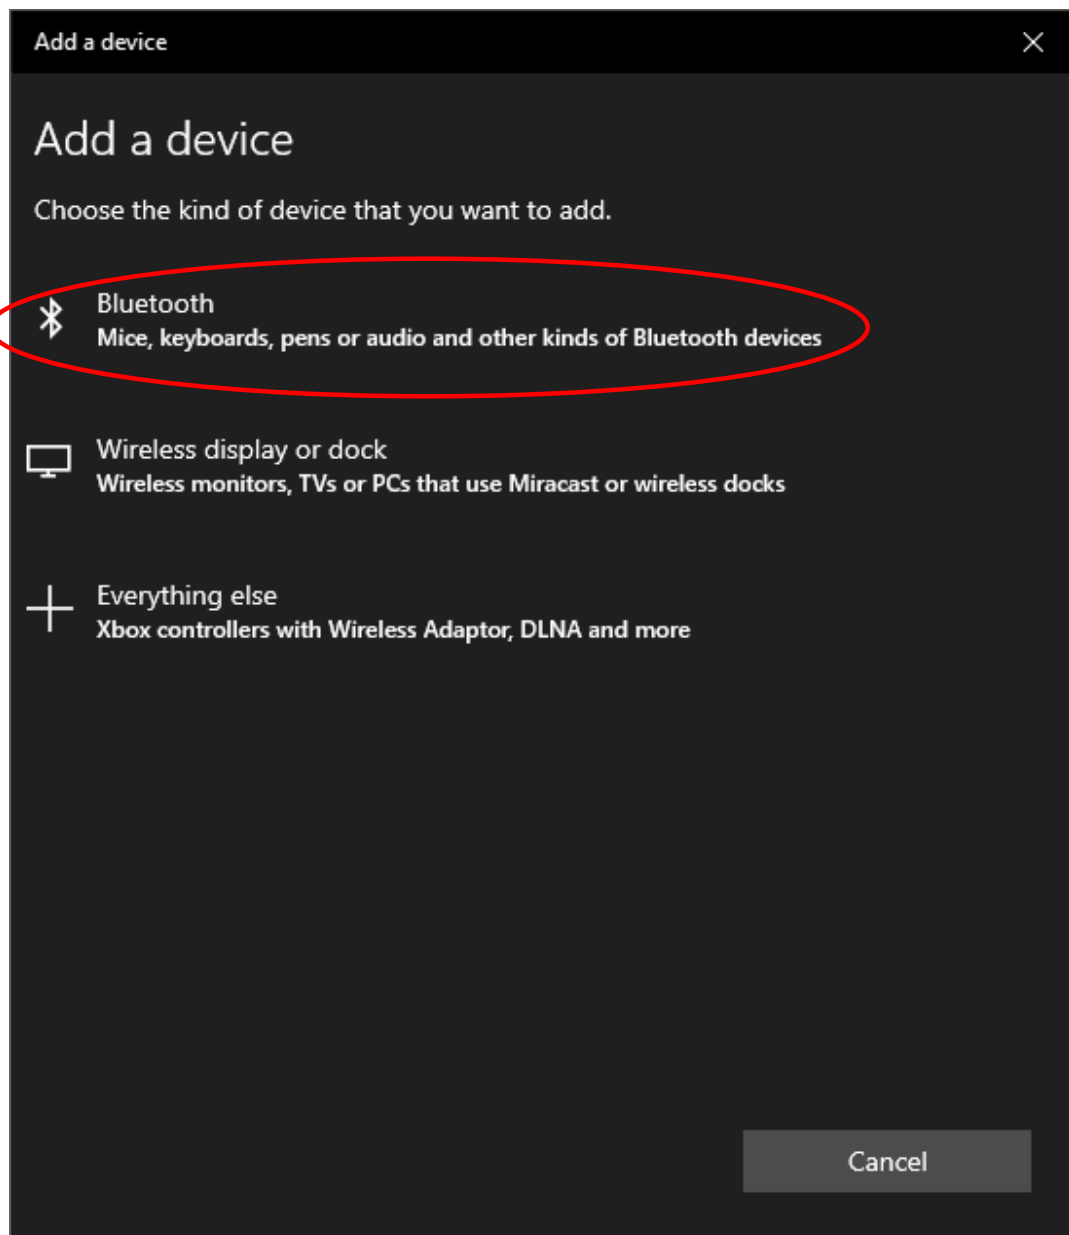 Add a device
Add a device
Choose the kind of device that you want to add.
Bluetooth
Mice, keyboards, pens or audio and other kinds of Bluetooth devices
Wireless display or dock
Wireless monitors, TVs or PCs that use Miracast or wireless docks
Everything else
Xbox controllers with Wireless Adaptor, DLNA and more
Cancel